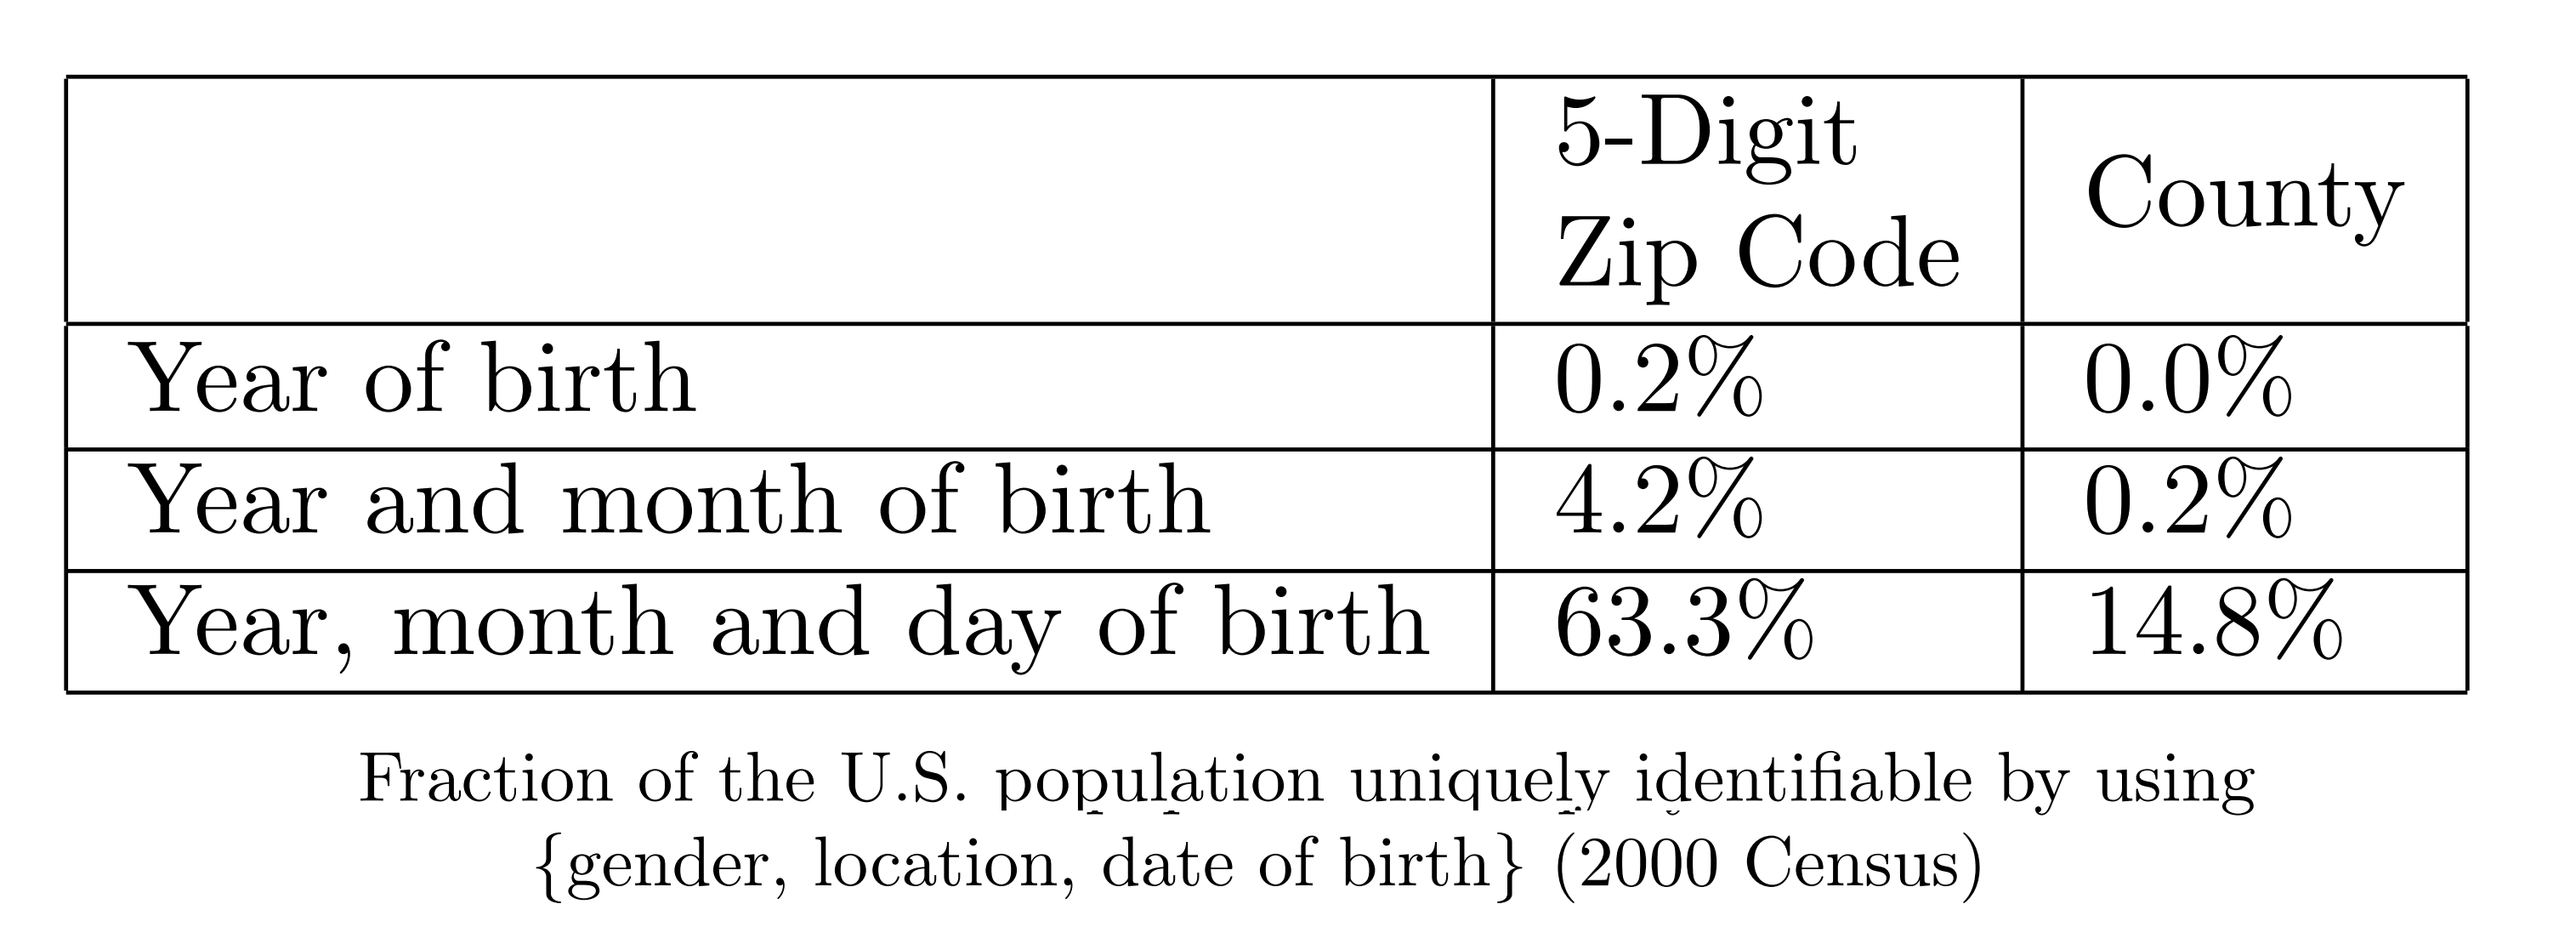 5-Digit
Zip Code
County
Year of birth 0.2% 0.0%
Year and month of birth 4.2% 0.2%
Year, month and day of birth 63.3% 14.8%
Fraction of the U.S. population uniquely identifiable by using
{gender, location, date of birth} (2000 Census)